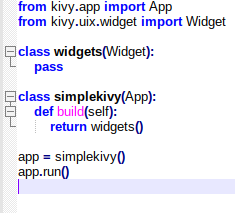 from kivy.app import App
from kivy.uix.widget import Widget
class widgets(Widget):
pass
class simplekivy(App):
def build(self):
return widgets()
app = simplekivy()
app.run()